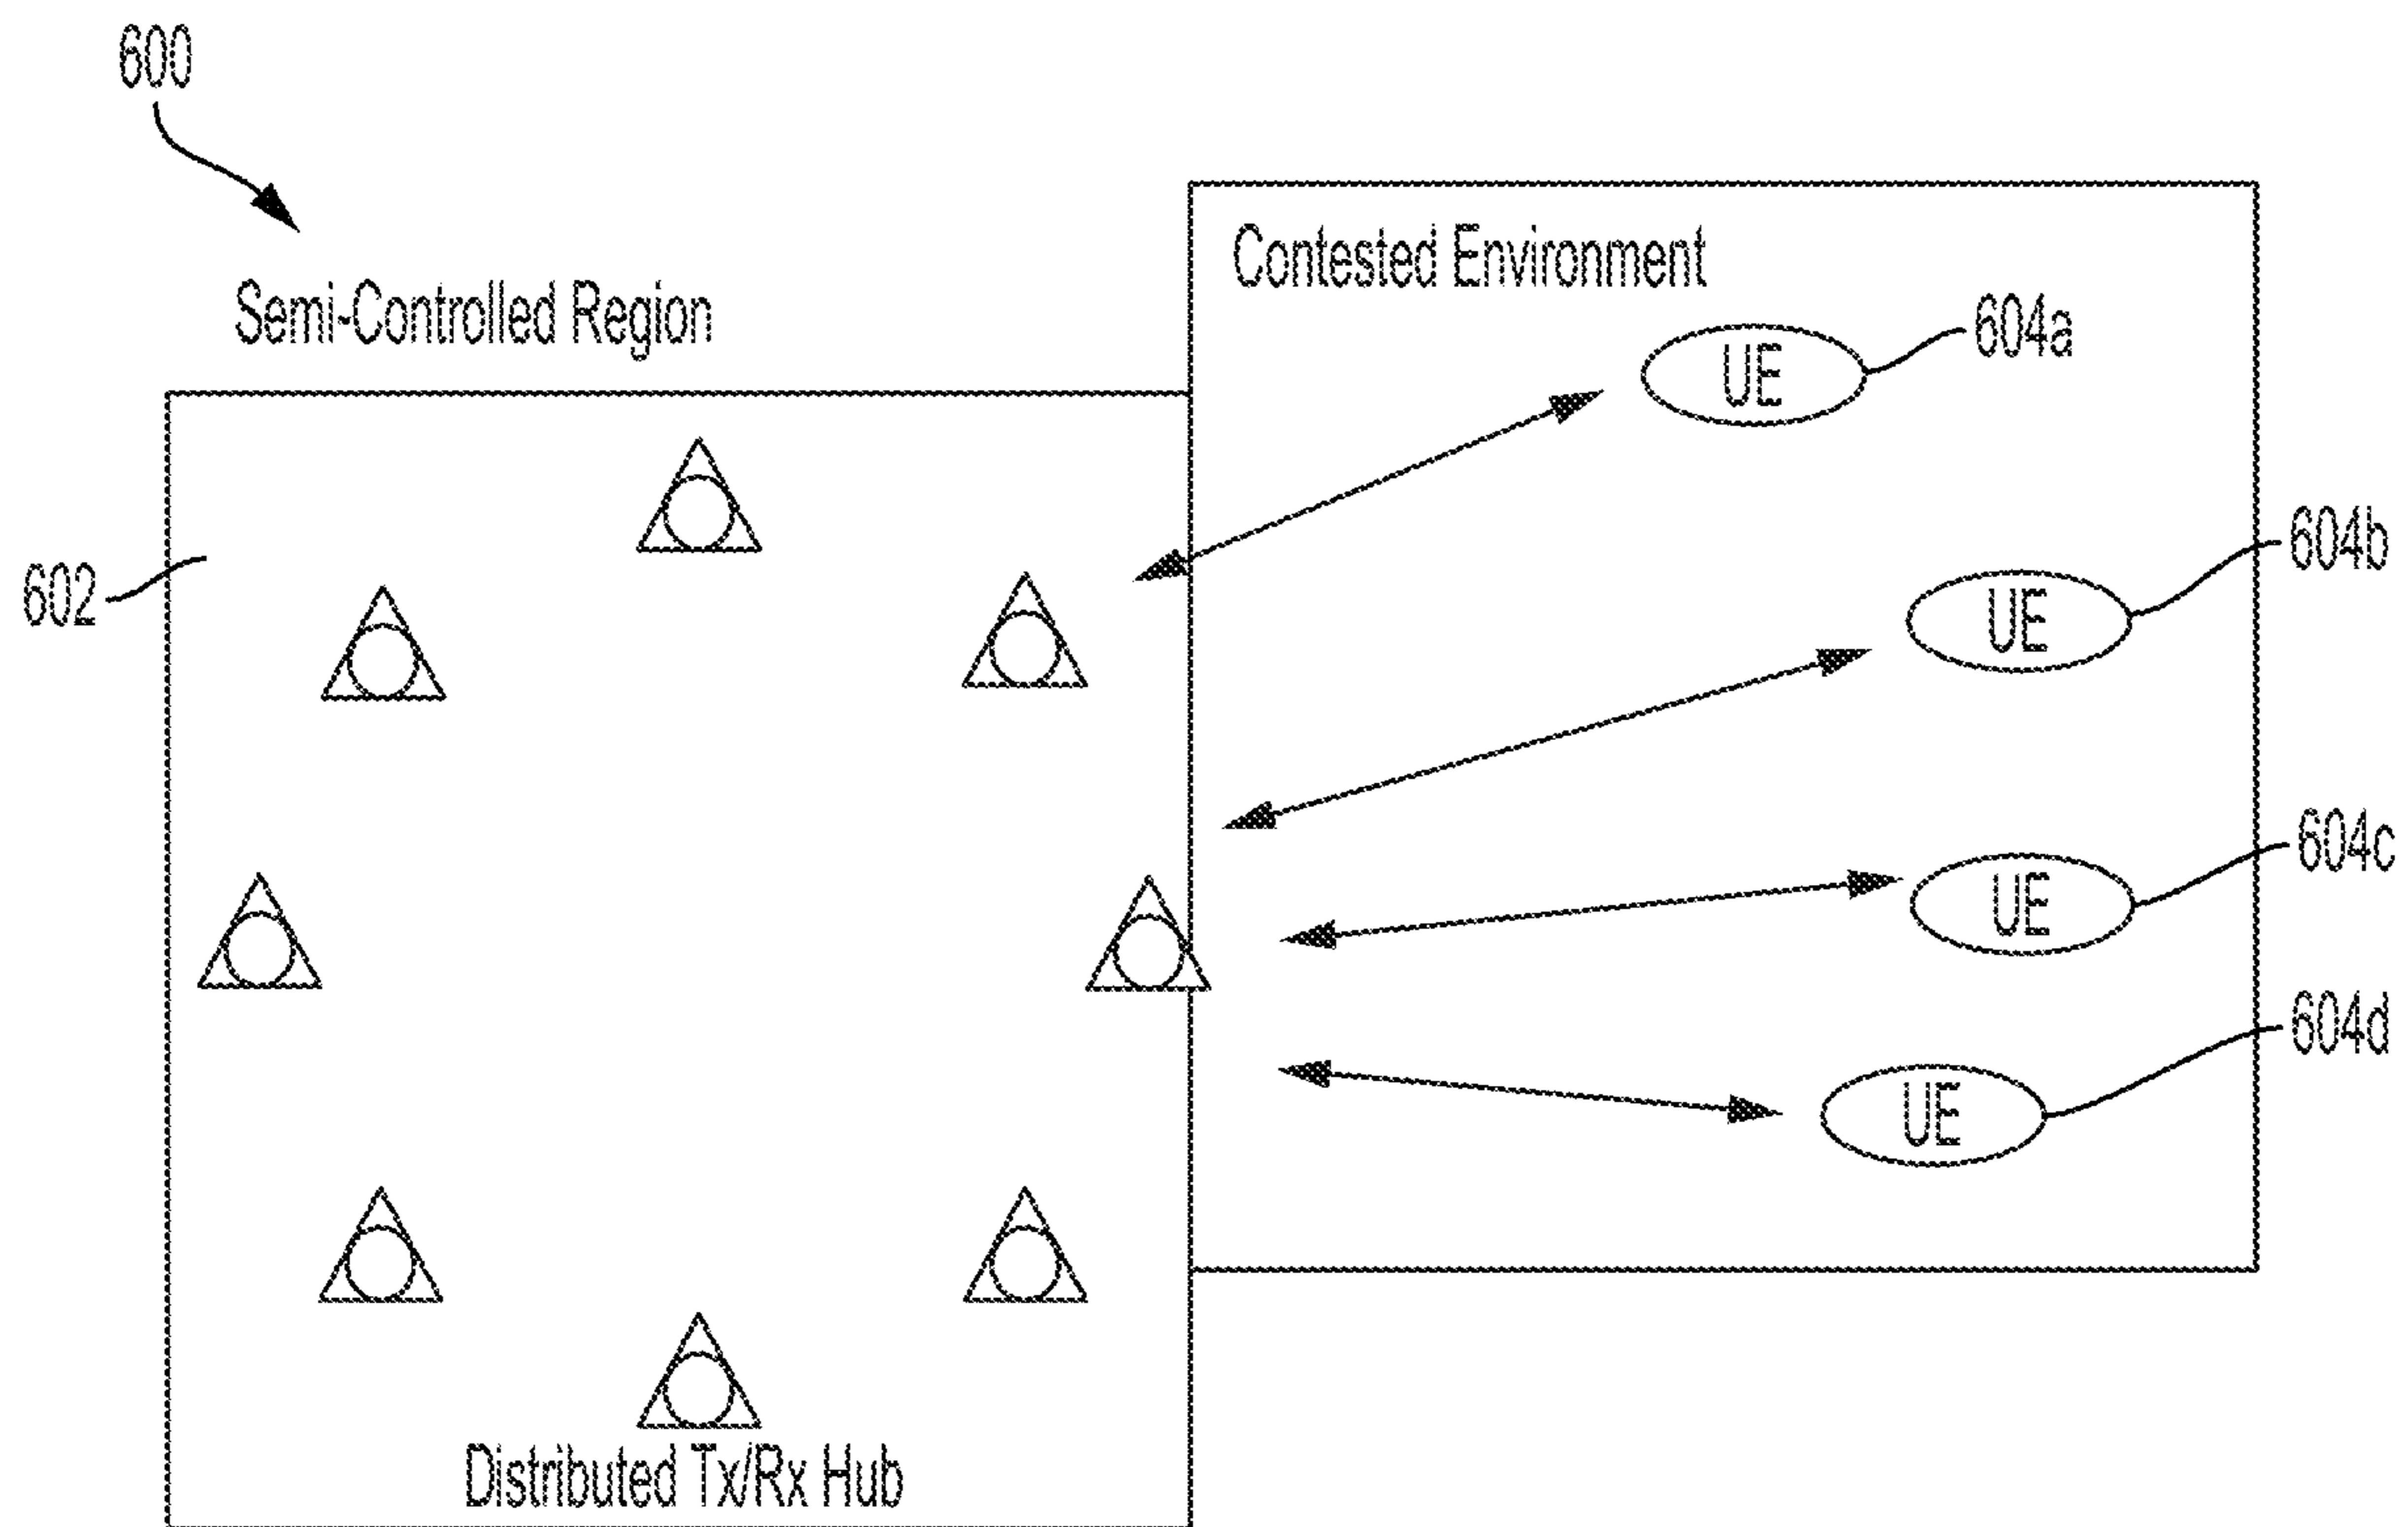 600
Contested Environment
Semi-Controlled Region
UE
604a
602
UE
604b
UE
604c
UE
604d
Distributed Tx/Rx Hub